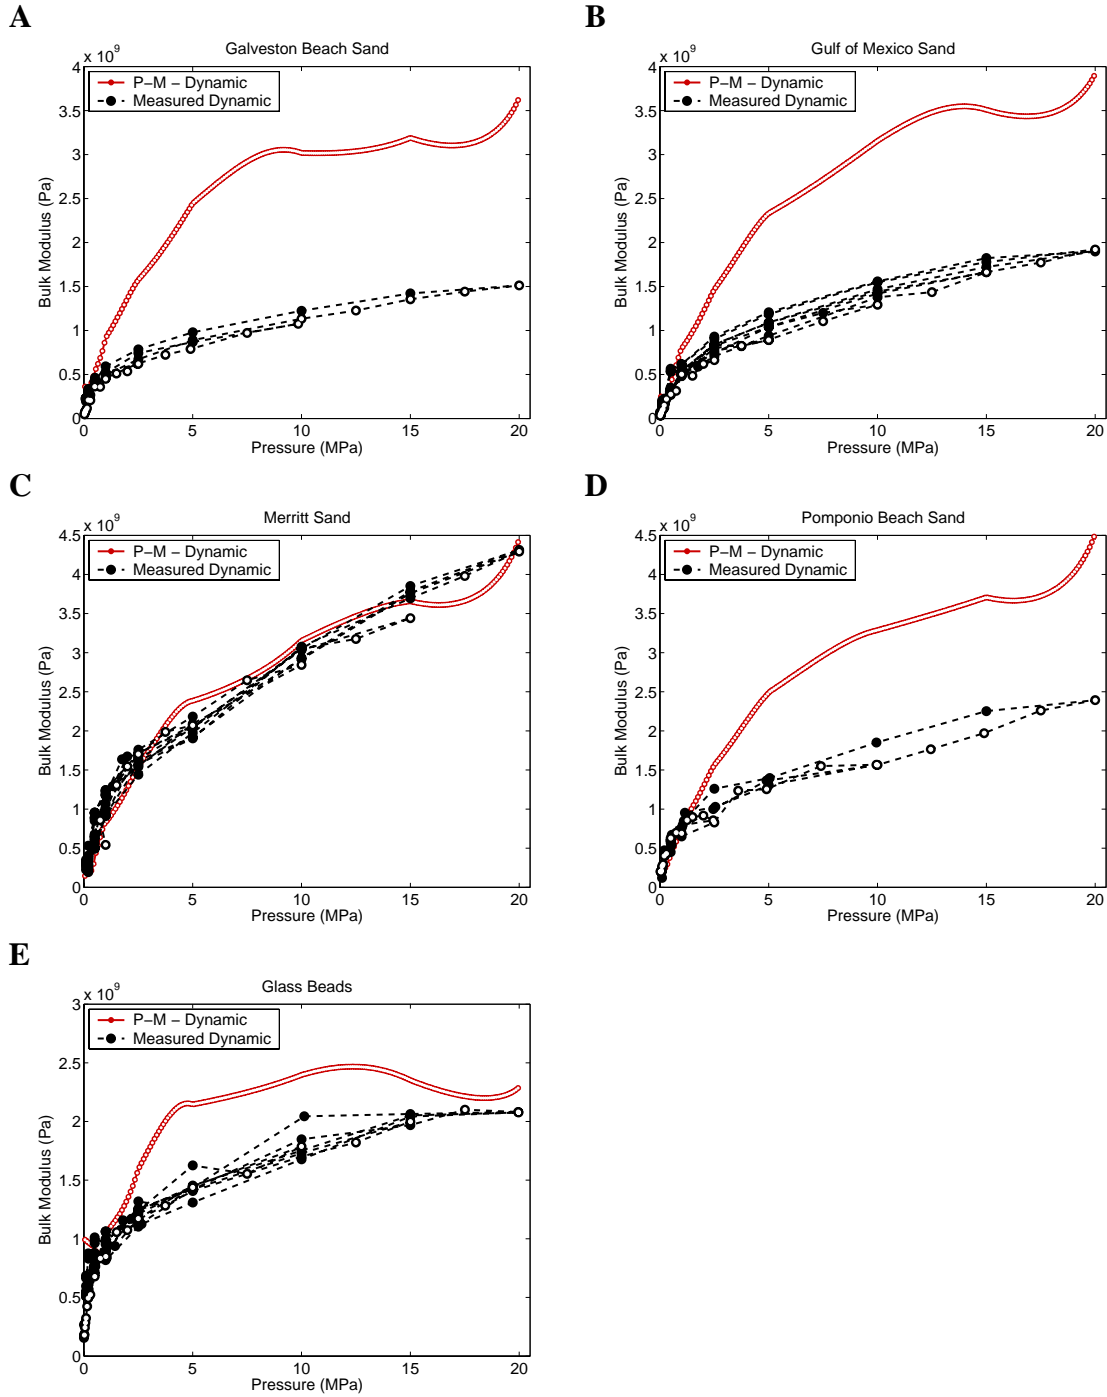 A
Galveston Beach Sand
x 10^9
P−M − Dynamic
Measured Dynamic
4
3.5
3
2.5
2
1.5
1
0.5
0
Bulk Modulus (Pa)
0 5 10 15 20
Pressure (MPa)
B
Gulf of Mexico Sand
x 10^9
P−M − Dynamic
Measured Dynamic
4
3.5
3
2.5
2
1.5
1
0.5
0
Bulk Modulus (Pa)
0 5 10 15 20
Pressure (MPa)
C
Merritt Sand
x 10^9
P−M − Dynamic
Measured Dynamic
4.5
4
3.5
3
2.5
2
1.5
1
0.5
0
Bulk Modulus (Pa)
0 5 10 15 20
Pressure (MPa)
D
Pomponio Beach Sand
x 10^9
P−M − Dynamic
Measured Dynamic
4.5
4
3.5
3
2.5
2
1.5
1
0.5
0
Bulk Modulus (Pa)
0 5 10 15 20
Pressure (MPa)
E
Glass Beads
x 10^9
P−M − Dynamic
Measured Dynamic
3
2.5
2
1.5
1
0.5
0
Bulk Modulus (Pa)
0 5 10 15 20
Pressure (MPa)